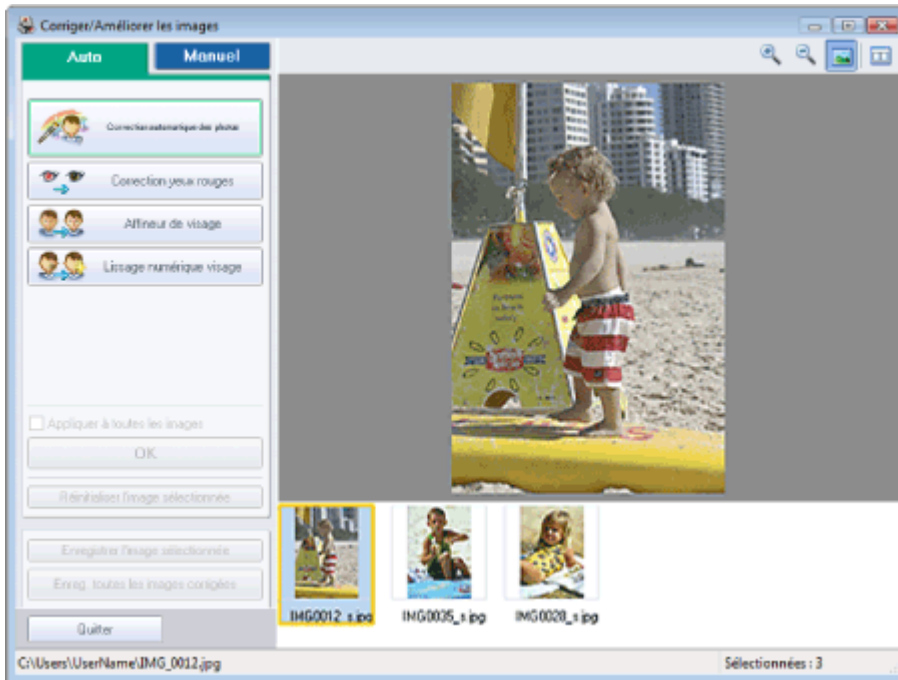 Corriger/Améliorer les images
Auto
Manuel
Correction automatique des photos
Correction yeux rouges
Affineur de visage
Lissage numérique visage
Appliquer à toutes les images
OK
Réinitialiser l'image sélectionnée
Enregistrer l'image sélectionnée
Enreg. toutes les images corrigées
Quitter
IMG0012_s.jpg
IMG0035_s.jpg
IMG0028_s.jpg
C:\Users\UserName\IMG_0012.jpg
Sélectionnées : 3